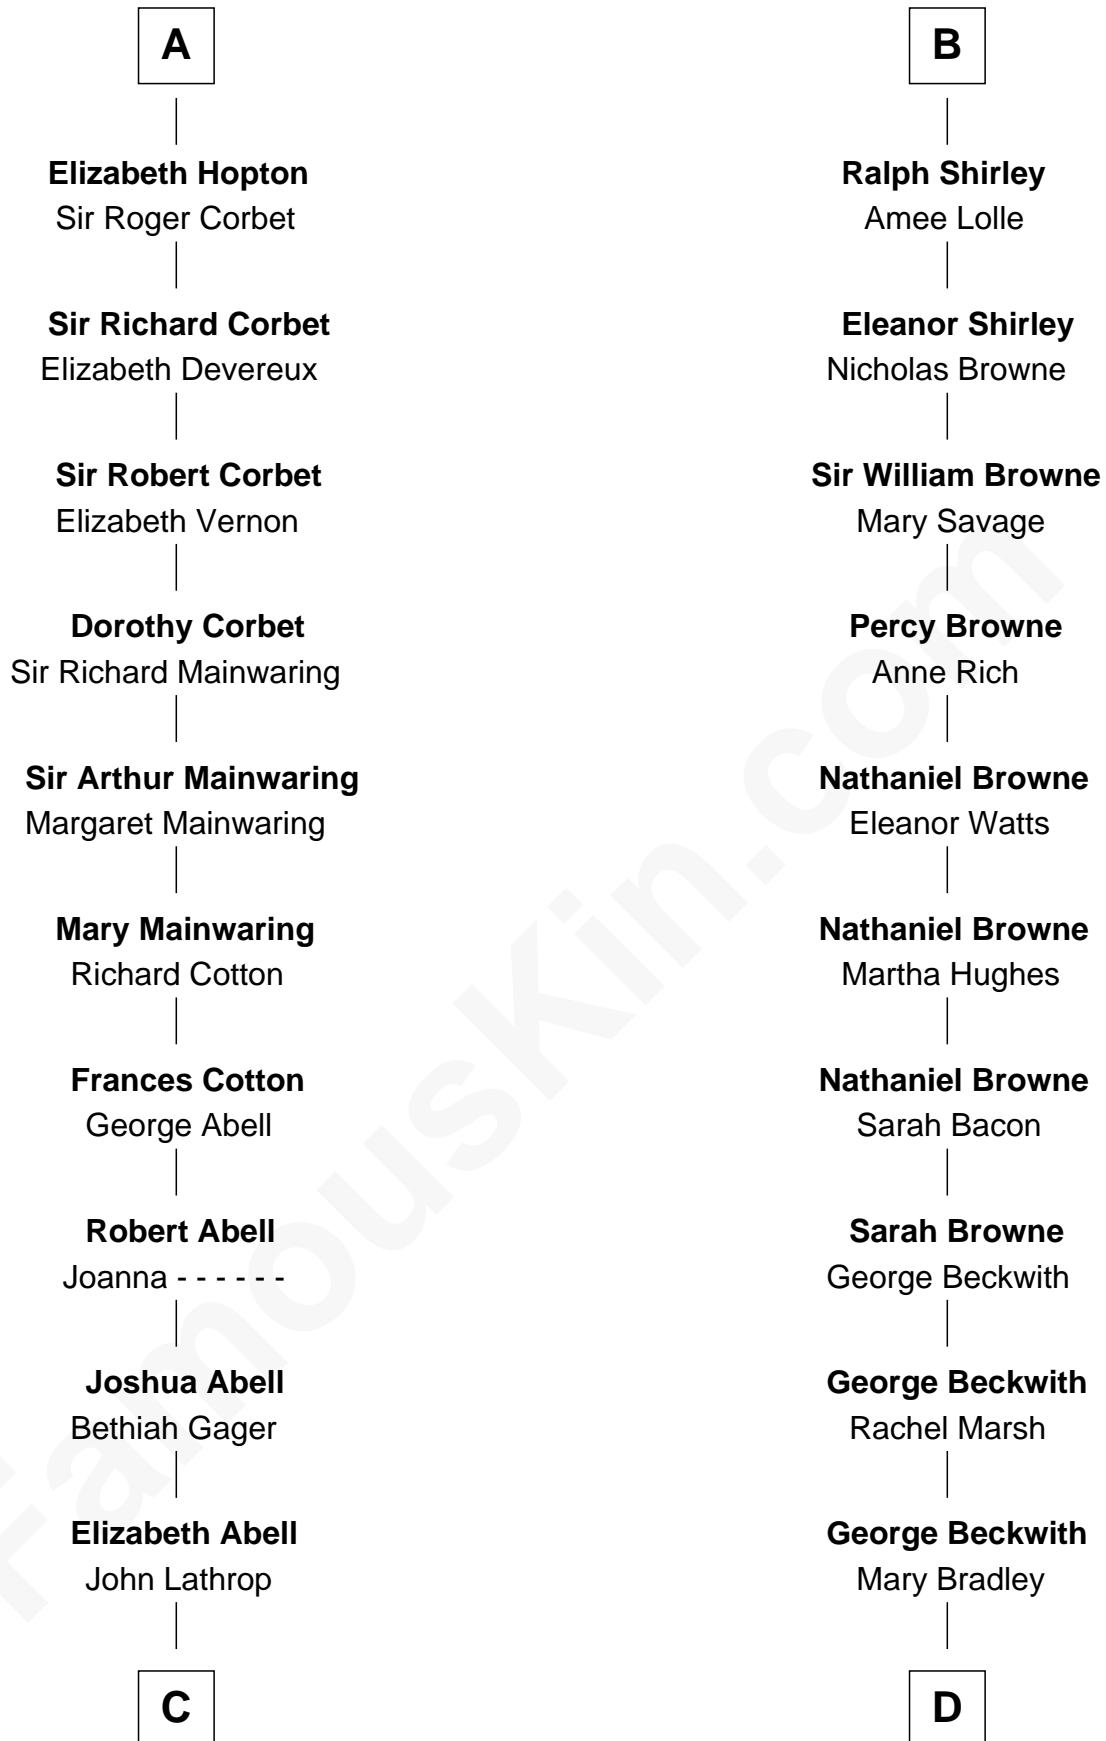 A
Elizabeth Hopton
Sir Roger Corbet
Sir Richard Corbet
Elizabeth Devereux
Sir Robert Corbet
Elizabeth Vernon
Dorothy Corbet
Sir Richard Mainwaring
Sir Arthur Mainwaring
Margaret Mainwaring
Mary Mainwaring
Richard Cotton
Frances Cotton
George Abell
Robert Abell
Joanna - - - - - -
Joshua Abell
Bethiah Gager
Elizabeth Abell
John Lathrop
C
B
Ralph Shirley
Amee Lolle
Eleanor Shirley
Nicholas Browne
Sir William Browne
Mary Savage
Percy Browne
Anne Rich
Nathaniel Browne
Eleanor Watts
Nathaniel Browne
Martha Hughes
Nathaniel Browne
Sarah Bacon
Sarah Browne
George Beckwith
George Beckwith
Rachel Marsh
George Beckwith
Mary Bradley
D
FamousKin.com